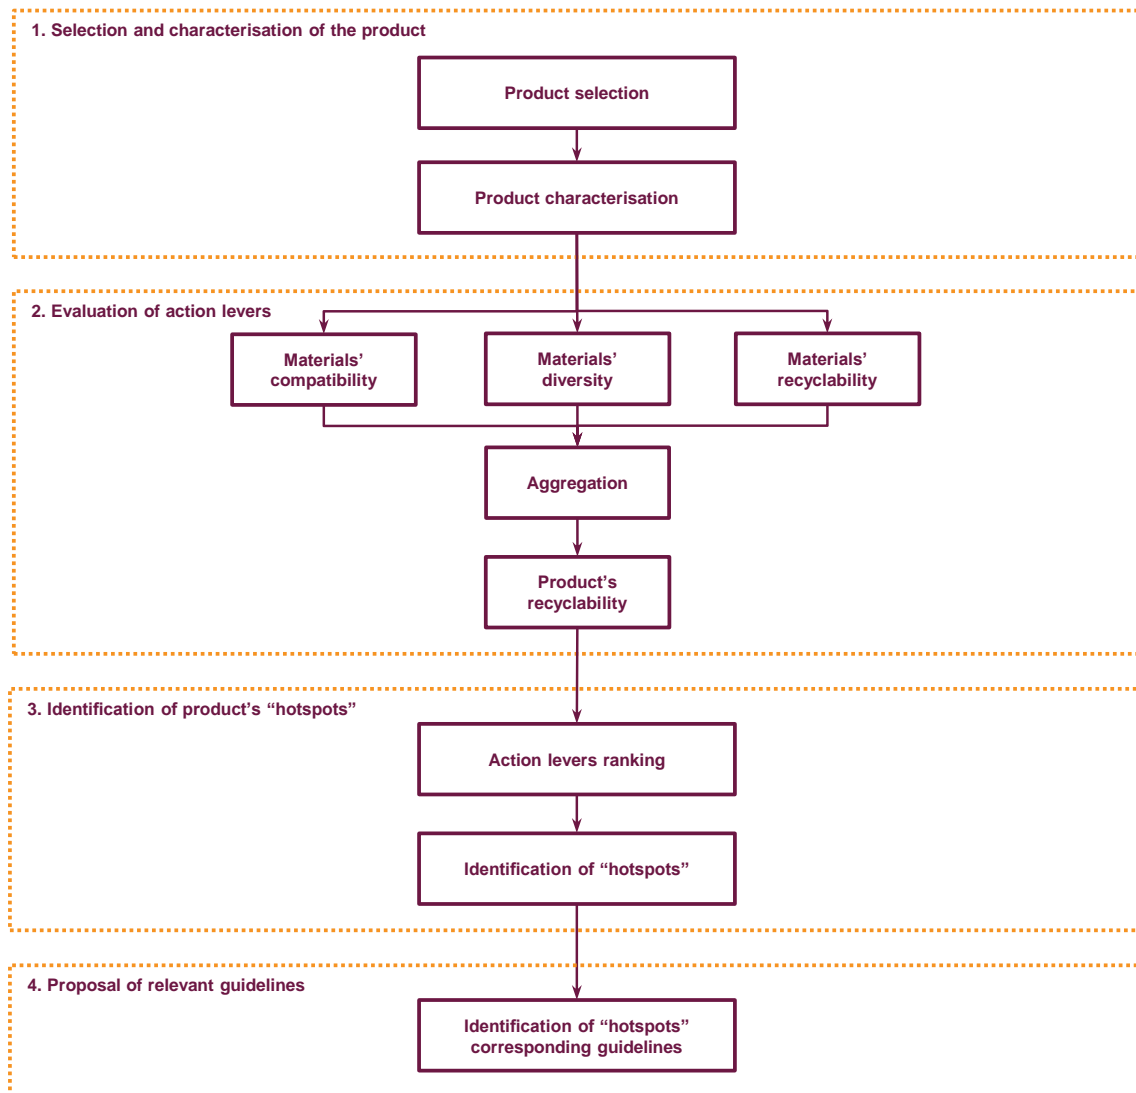 1. Selection and characterisation of the product
Product selection
Product characterisation
2. Evaluation of action levers
Materials’
compatibility
Materials’
diversity
Materials’
recyclability
Aggregation
Product’s
recyclability
3. Identification of product’s “hotspots”
Action levers ranking
Identification of “hotspots”
4. Proposal of relevant guidelines
Identification of “hotspots”
corresponding guidelines